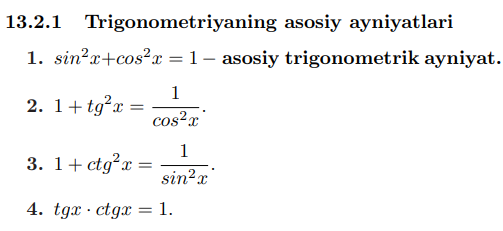 13.2.1 Trigonometriyaning asosiy ayniyatlari
1. sin²x+cos²x = 1 – asosiy trigonometrik ayniyat.
2. 1 + tg²x = 1/cos²x.
3. 1 + ctg²x = 1/sin²x.
4. tgx · ctgx = 1.